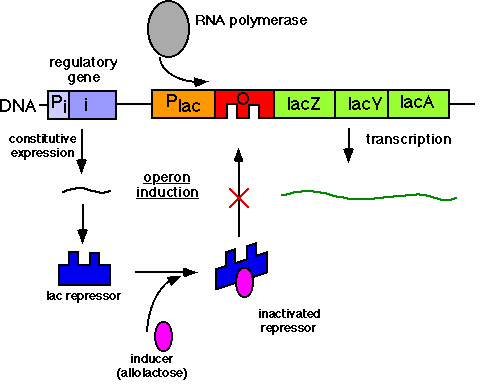 RNA polymerase
regulatory
gene
DNA
Pi
i
Plac
O
lacZ
lacY
lacA
constitutive
expression
operon
induction
transcription
lac repressor
inactivated
repressor
inducer
(allolactose)